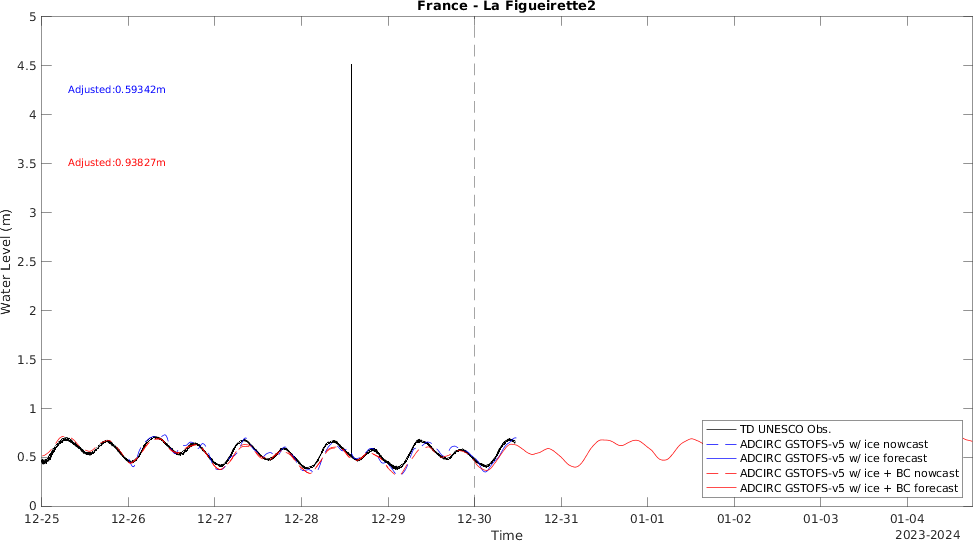 France - La Figueirette2
5
4.5
4
3.5
3
2.5
2
1.5
1
0.5
0
Water Level (m)
Adjusted:0.59342m
Adjusted:0.93827m
TD UNESCO Obs.
ADCIRC GSTOFS-v5 w/ ice nowcast
ADCIRC GSTOFS-v5 w/ ice forecast
ADCIRC GSTOFS-v5 w/ ice + BC nowcast
ADCIRC GSTOFS-v5 w/ ice + BC forecast
12-25 12-26 12-27 12-28 12-29 12-30 12-31 01-01 01-02 01-03 01-04
Time
2023-2024